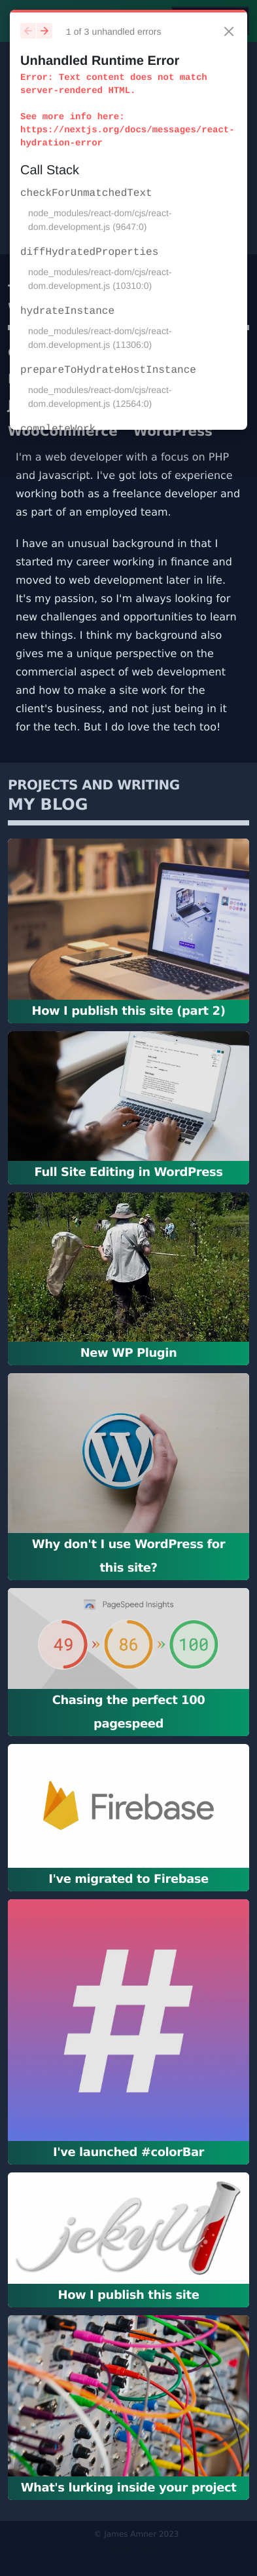 1 of 3 unhandled errors
Unhandled Runtime Error
Error: Text content does not match
server-rendered HTML.
See more info here:
https://nextjs.org/docs/messages/react-
hydration-error
Call Stack
checkForUnmatchedText
node_modules/react-dom/cjs/react-
dom.development.js (9647:0)
diffHydratedProperties
node_modules/react-dom/cjs/react-
dom.development.js (10310:0)
hydrateInstance
node_modules/react-dom/cjs/react-
dom.development.js (11306:0)
prepareToHydrateHostInstance
node_modules/react-dom/cjs/react-
dom.development.js (12564:0)
completeWork
WooCommerce WordPress
I'm a web developer with a focus on PHP
and Javascript. I've got lots of experience
working both as a freelance developer and
as part of an employed team.
I have an unusual background in that I
started my career working in finance and
moved to web development later in life.
It's my passion, so I'm always looking for
new challenges and opportunities to learn
new things. I think my background also
gives me a unique perspective on the
commercial aspect of web development
and how to make a site work for the
client's business, and not just being in it
for the tech. But I do love the tech too!
PROJECTS AND WRITING
MY BLOG
How I publish this site (part 2)
Full Site Editing in WordPress
New WP Plugin
Why don't I use WordPress for
this site?
PageSpeed Insights
49 » 86 » 100
Chasing the perfect 100
pagespeed
Firebase
I've migrated to Firebase
#
I've launched #colorBar
jekyll
How I publish this site
What's lurking inside your project
© James Amner 2023